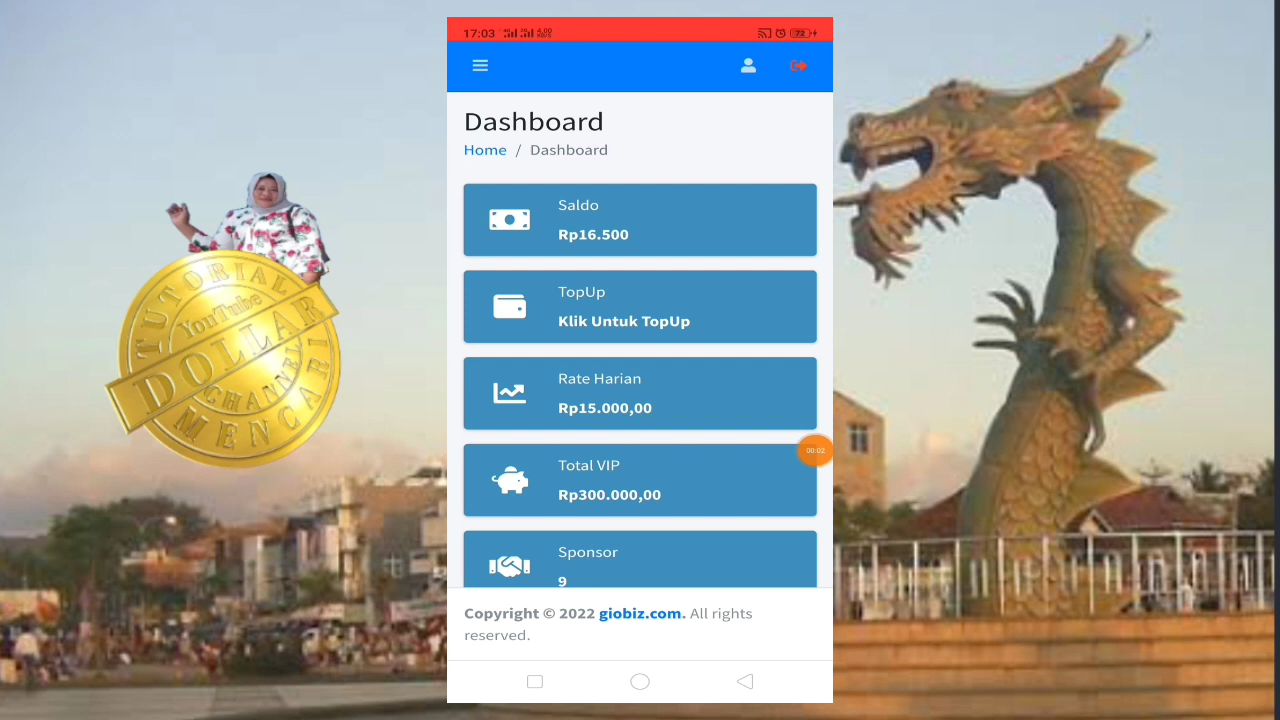 TUTORIAL
YouTube
DOLLAR
CHANNEL
MENCARI
17:03
72
Dashboard
Home / Dashboard
Saldo
Rp16.500
TopUp
Klik Untuk TopUp
Rate Harian
Rp15.000,00
00:02
Total VIP
Rp300.000,00
Sponsor
9
Copyright © 2022 giobiz.com. All rights
reserved.